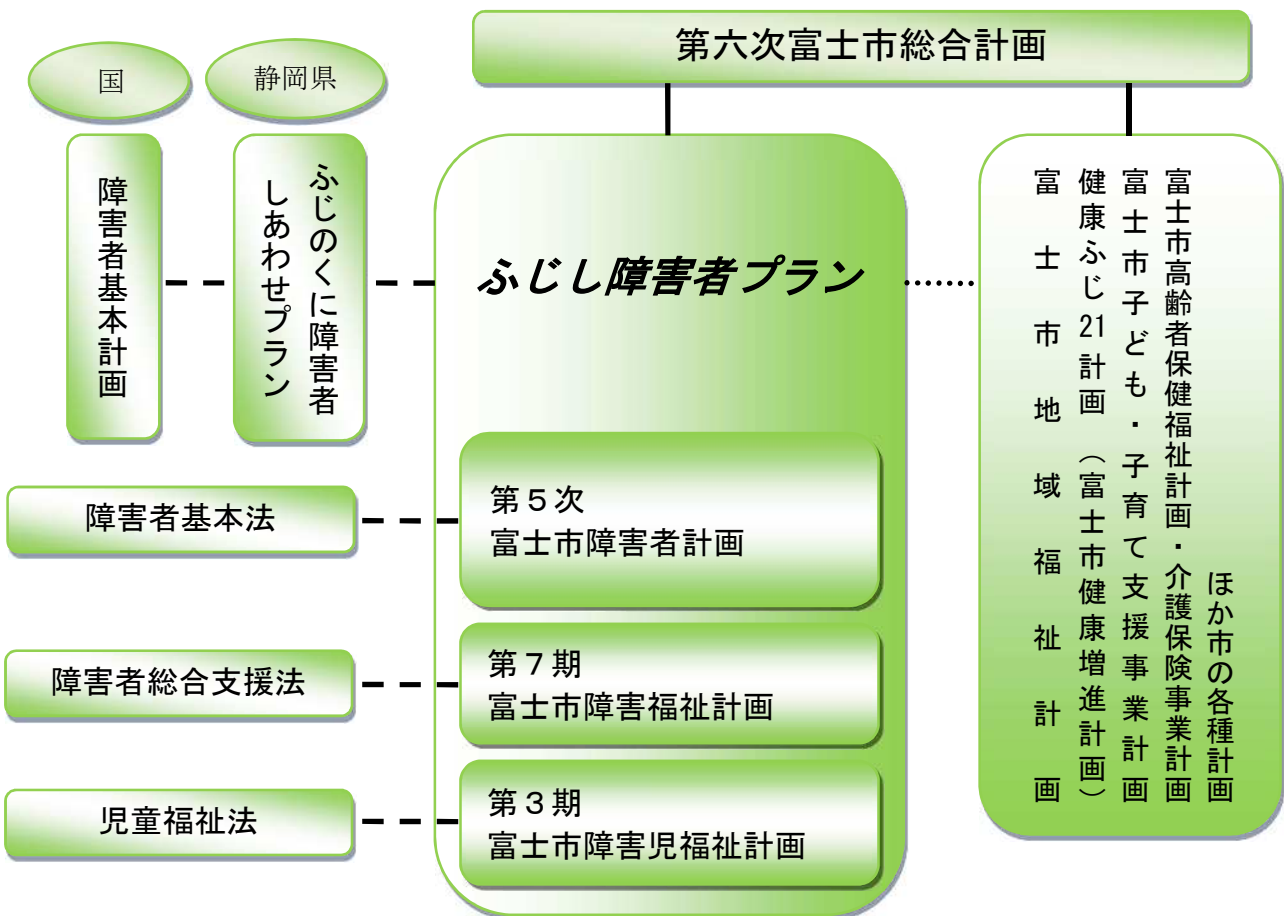 第六次富士市総合計画
国
静岡県
障害者基本計画
ふじのくに障害者
しあわせプラン
ふじし障害者プラン
障害者基本法
第５次
富士市障害者計画
障害者総合支援法
第７期
富士市障害福祉計画
児童福祉法
第３期
富士市障害児福祉計画
富士市地域福祉計画
健康ふじ21計画（富士市健康増進計画）
富士市子ども・子育て支援事業計画
富士市高齢者保健福祉計画・介護保険事業計画
ほか市の各種計画